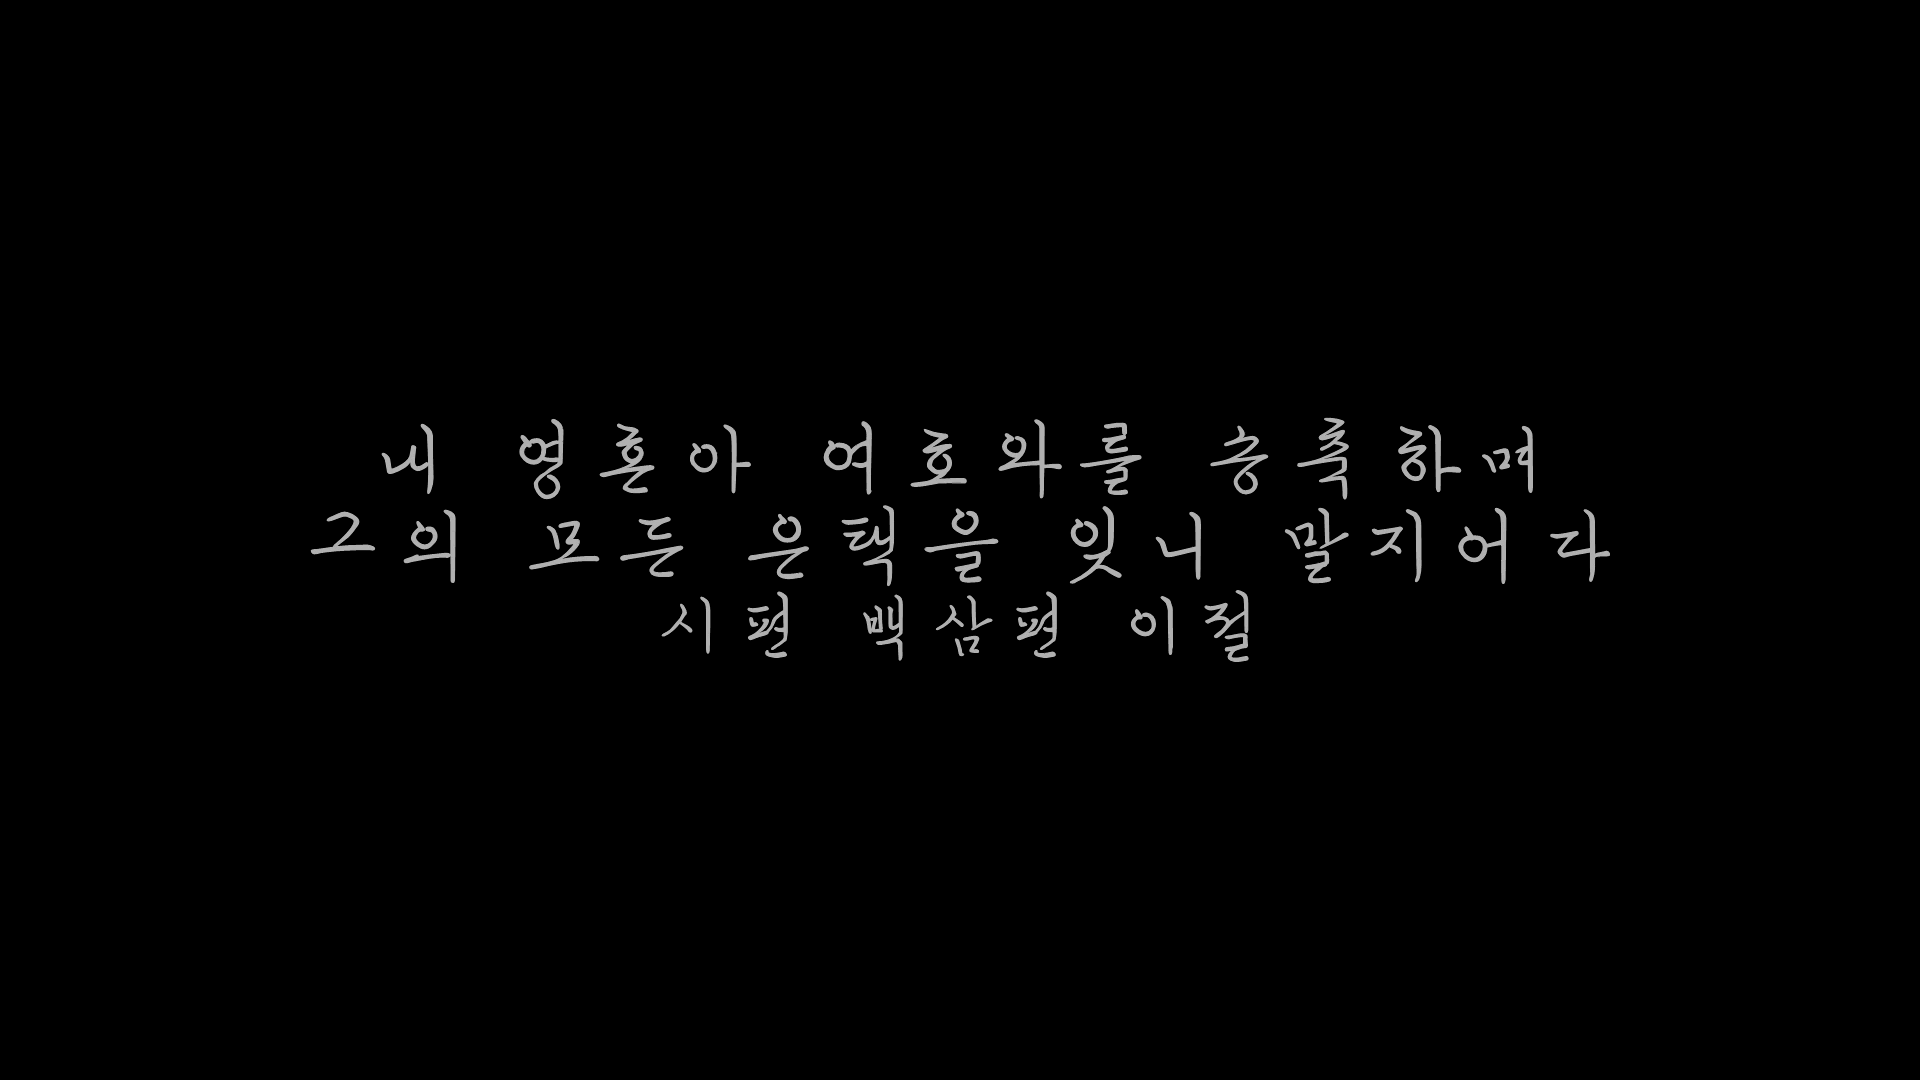 내 영혼아 여호와를 송축하며
그의 모든 은택을 잊니 말지어다
시편 백삼편 이절